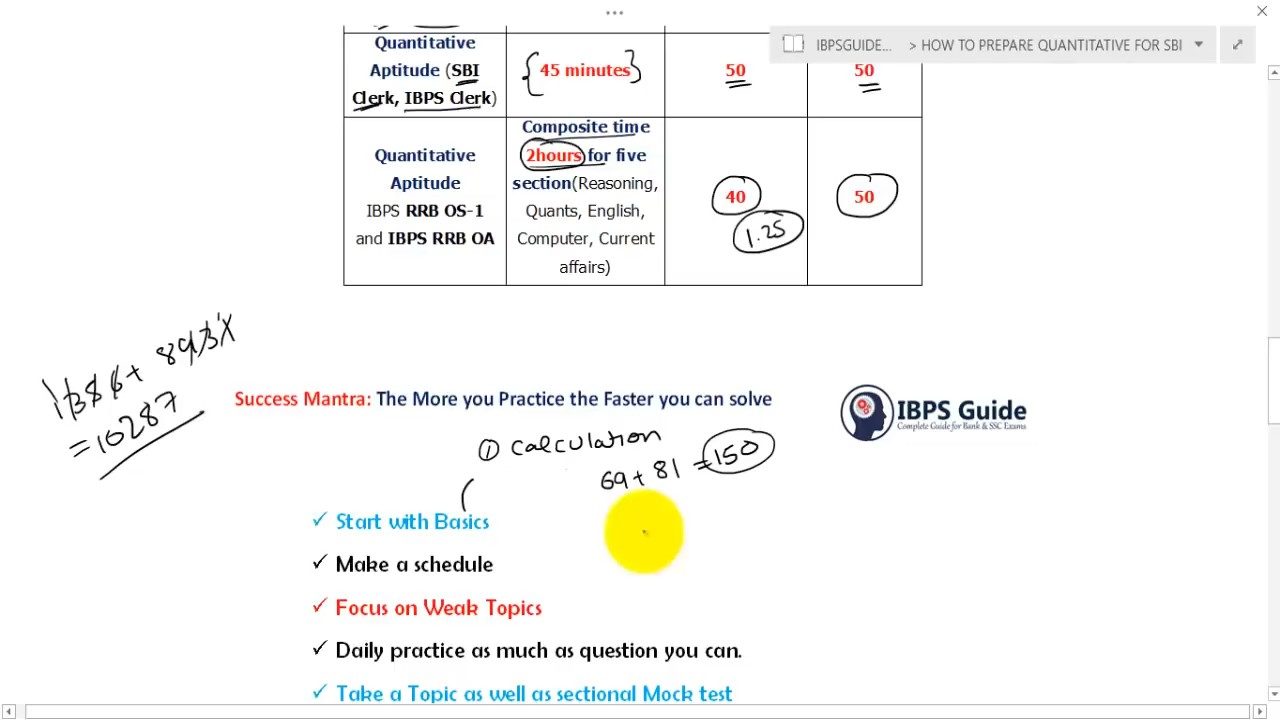 IBPSGUIDE... > HOW TO PREPARE QUANTITATIVE FOR SBI
Quantitative
Aptitude (SBI
Clerk, IBPS Clerk)
45 minutes
50
50
Quantitative
Aptitude
IBPS RRB OS-1
and IBPS RRB OA
Composite time
2hours for five
section(Reasoning,
Quants, English,
Computer, Current
affairs)
40
1.25
50
= 10287
Success Mantra: The More you Practice the Faster you can solve
IBPS Guide
Complete Guide for Bank & SSC Exams
① calculation
69 + 81 = 150
✓ Start with Basics
✓ Make a schedule
✓ Focus on Weak Topics
✓ Daily practice as much as question you can.
✓ Take a Topic as well as sectional Mock test